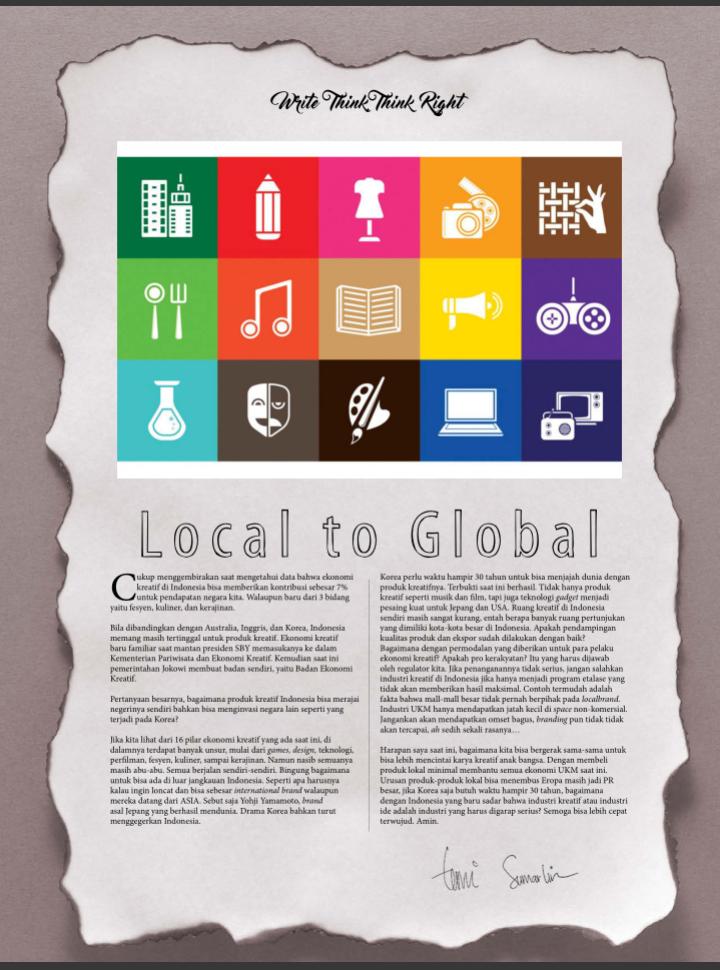 Write Think Think Right
Local to Global
Cukup menggembirakan saat mengetahui data bahwa ekonomi
kreatif di Indonesia bisa memberikan kontribusi sebesar 7%
untuk pendapatan negara kita. Walaupun baru dari 3 bidang
yaitu fesyen, kuliner, dan kerajinan.
Bila dibandingkan dengan Australia, Inggris, dan Korea, Indonesia
memang masih tertinggal untuk produk kreatif. Ekonomi kreatif
baru familiar saat mantan presiden SBY memasukanya ke dalam
Kementerian Pariwisata dan Ekonomi Kreatif. Kemudian saat ini
pemerintahan Jokowi membuat badan sendiri, yaitu Badan Ekonomi
Kreatif.
Pertanyaan besarnya, bagaimana produk kreatif Indonesia bisa merajai
negerinya sendiri bahkan bisa menginvasi negara lain seperti yang
terjadi pada Korea?
Jika kita lihat dari 16 pilar ekonomi kreatif yang ada saat ini, di
dalamnya terdapat banyak unsur, mulai dari games, design, teknologi,
perfilman, fesyen, kuliner, sampai kerajinan. Namun nasib semuanya
masih abu-abu. Semua berjalan sendiri-sendiri. Bingung bagaimana
untuk bisa ada di luar jangkauan Indonesia. Seperti apa harusnya
kalau ingin loncat dan bisa sebesar international brand walaupun
mereka datang dari ASIA. Sebut saja Yohji Yamamoto, brand
asal Jepang yang berhasil mendunia. Drama Korea bahkan turut
menggegerkan Indonesia.
Korea perlu waktu hampir 30 tahun untuk bisa menjajah dunia dengan
produk kreatifnya. Terbukti saat ini berhasil. Tidak hanya produk
kreatif seperti musik dan film, tapi juga teknologi gadget menjadi
pesaing kuat untuk Jepang dan USA. Ruang kreatif di Indonesia
sendiri masih sangat kurang, entah berapa banyak ruang pertunjukan
yang dimiliki kota-kota besar di Indonesia. Apakah pendampingan
kualitas produk dan ekspor sudah dilakukan dengan baik?
Bagaimana dengan permodalan yang diberikan untuk para pelaku
ekonomi kreatif? Apakah pro kerakyatan? Itu yang harus dijawab
oleh regulator kita. Jika penanganannya tidak serius, jangan salahkan
industri kreatif di Indonesia jika hanya menjadi program etalase yang
tidak akan memberikan hasil maksimal. Contoh termudah adalah
fakta bahwa mall-mall besar tidak pernah berpihak pada localbrand.
Industri UKM hanya mendapatkan jatah kecil di space non-komersial.
Jangankan akan mendapatkan onset bagus, branding pun tidak tidak
akan tercapai, ah sedih sekali rasanya…
Harapan saya saat ini, bagaimana kita bisa bergerak sama-sama untuk
bisa lebih mencintai karya kreatif anak bangsa. Dengan membeli
produk lokal minimal membantu semua ekonomi UKM saat ini.
Urusan produk-produk lokal bisa menembus Eropa masih jadi PR
besar, jika Korea saja butuh waktu hampir 30 tahun, bagaimana
dengan Indonesia yang baru sadar bahwa industri kreatif atau industri
ide adalah industri yang harus digarap serius? Semoga bisa lebih cepat
terwujud. Amin.
temi Sumarlin